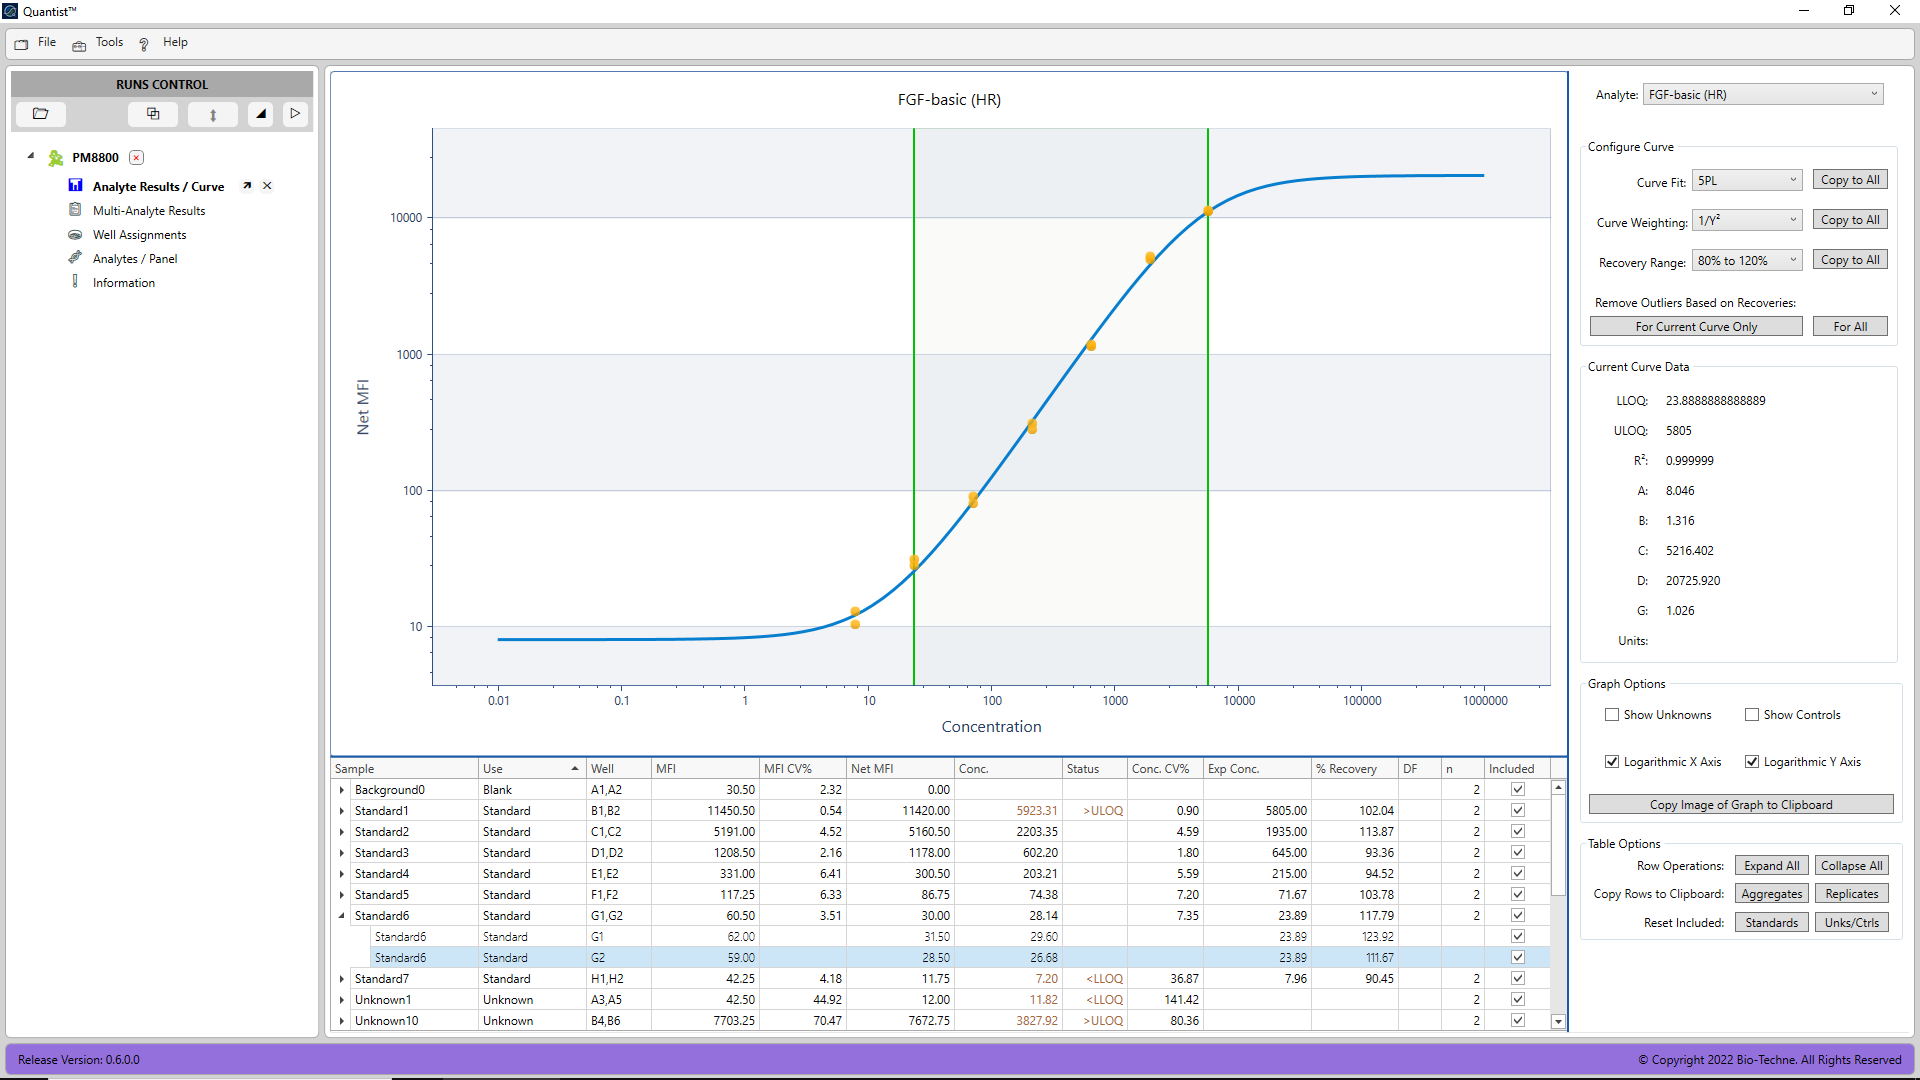 Quantist™
File Tools Help
RUNS CONTROL
PM8800
Analyte Results / Curve
Multi-Analyte Results
Well Assignments
Analytes / Panel
Information
FGF-basic (HR)
Net MFI
10000
1000
100
10
0.01 0.1 1 10 100 1000 10000 100000 1000000
Concentration
Analyte: FGF-basic (HR)
Configure Curve
Curve Fit: 5PL Copy to All
Curve Weighting: 1/Y² Copy to All
Recovery Range: 80% to 120% Copy to All
Remove Outliers Based on Recoveries:
For Current Curve Only For All
Current Curve Data
LLOQ: 23.8888888888889
ULOQ: 5805
R²: 0.999999
A: 8.046
B: 1.316
C: 5216.402
D: 20725.920
G: 1.026
Units:
Graph Options
Show Unknowns Show Controls
Logarithmic X Axis Logarithmic Y Axis
Copy Image of Graph to Clipboard
Table Options
Row Operations: Expand All Collapse All
Copy Rows to Clipboard: Aggregates Replicates
Reset Included: Standards Unks/Ctrls
Sample Use Well MFI MFI CV% Net MFI Conc. Status Conc. CV% Exp Conc. % Recovery DF n Included
Background0 Blank A1,A2 30.50 2.32 0.00 2
Standard1 Standard B1,B2 11450.50 0.54 11420.00 5923.31 >ULOQ 0.90 5805.00 102.04 2
Standard2 Standard C1,C2 5191.00 4.52 5160.50 2203.35 4.59 1935.00 113.87 2
Standard3 Standard D1,D2 1208.50 2.16 1178.00 602.20 1.80 645.00 93.36 2
Standard4 Standard E1,E2 331.00 6.41 300.50 203.21 5.59 215.00 94.52 2
Standard5 Standard F1,F2 117.25 6.33 86.75 74.38 7.20 71.67 103.78 2
Standard6 Standard G1,G2 60.50 3.51 30.00 28.14 7.35 23.89 117.79 2
Standard6 Standard G1 62.00 31.50 29.60 23.89 123.92
Standard6 Standard G2 59.00 28.50 26.68 23.89 111.67
Standard7 Standard H1,H2 42.25 4.18 11.75 7.20 <LLOQ 36.87 7.96 90.45 2
Unknown1 Unknown A3,A5 42.50 44.92 12.00 11.82 <LLOQ 141.42 2
Unknown10 Unknown B4,B6 7703.25 70.47 7672.75 3827.92 >ULOQ 80.36 2
Release Version: 0.6.0.0
© Copyright 2022 Bio-Techne. All Rights Reserved